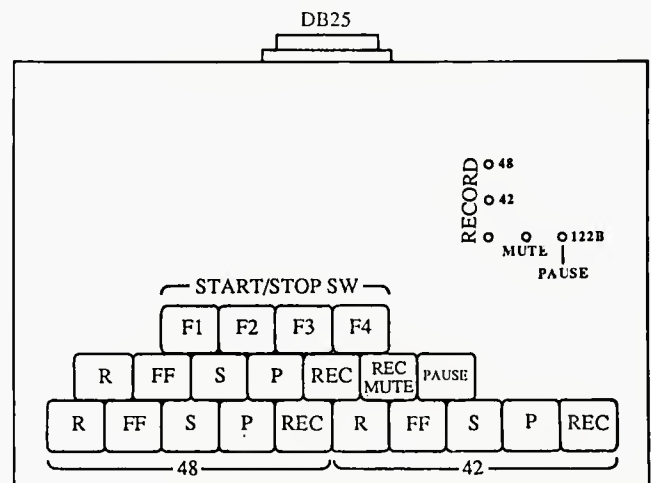 DB25
48
RECORD
42
122B
MUTE
PAUSE
START/STOP SW
F1 F2 F3 F4
R FF S P REC REC MUTE PAUSE
R FF S P REC R FF S P REC
48 42